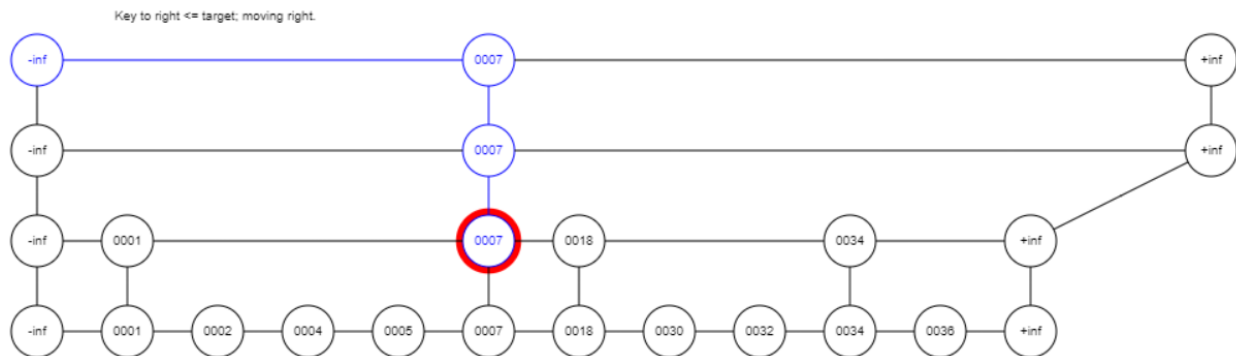 Key to right <= target; moving right.
-inf 0007 +inf
-inf 0007 +inf
-inf 0001 0007 0018 0034 +inf
-inf 0001 0002 0004 0005 0007 0018 0030 0032 0034 0036 +inf